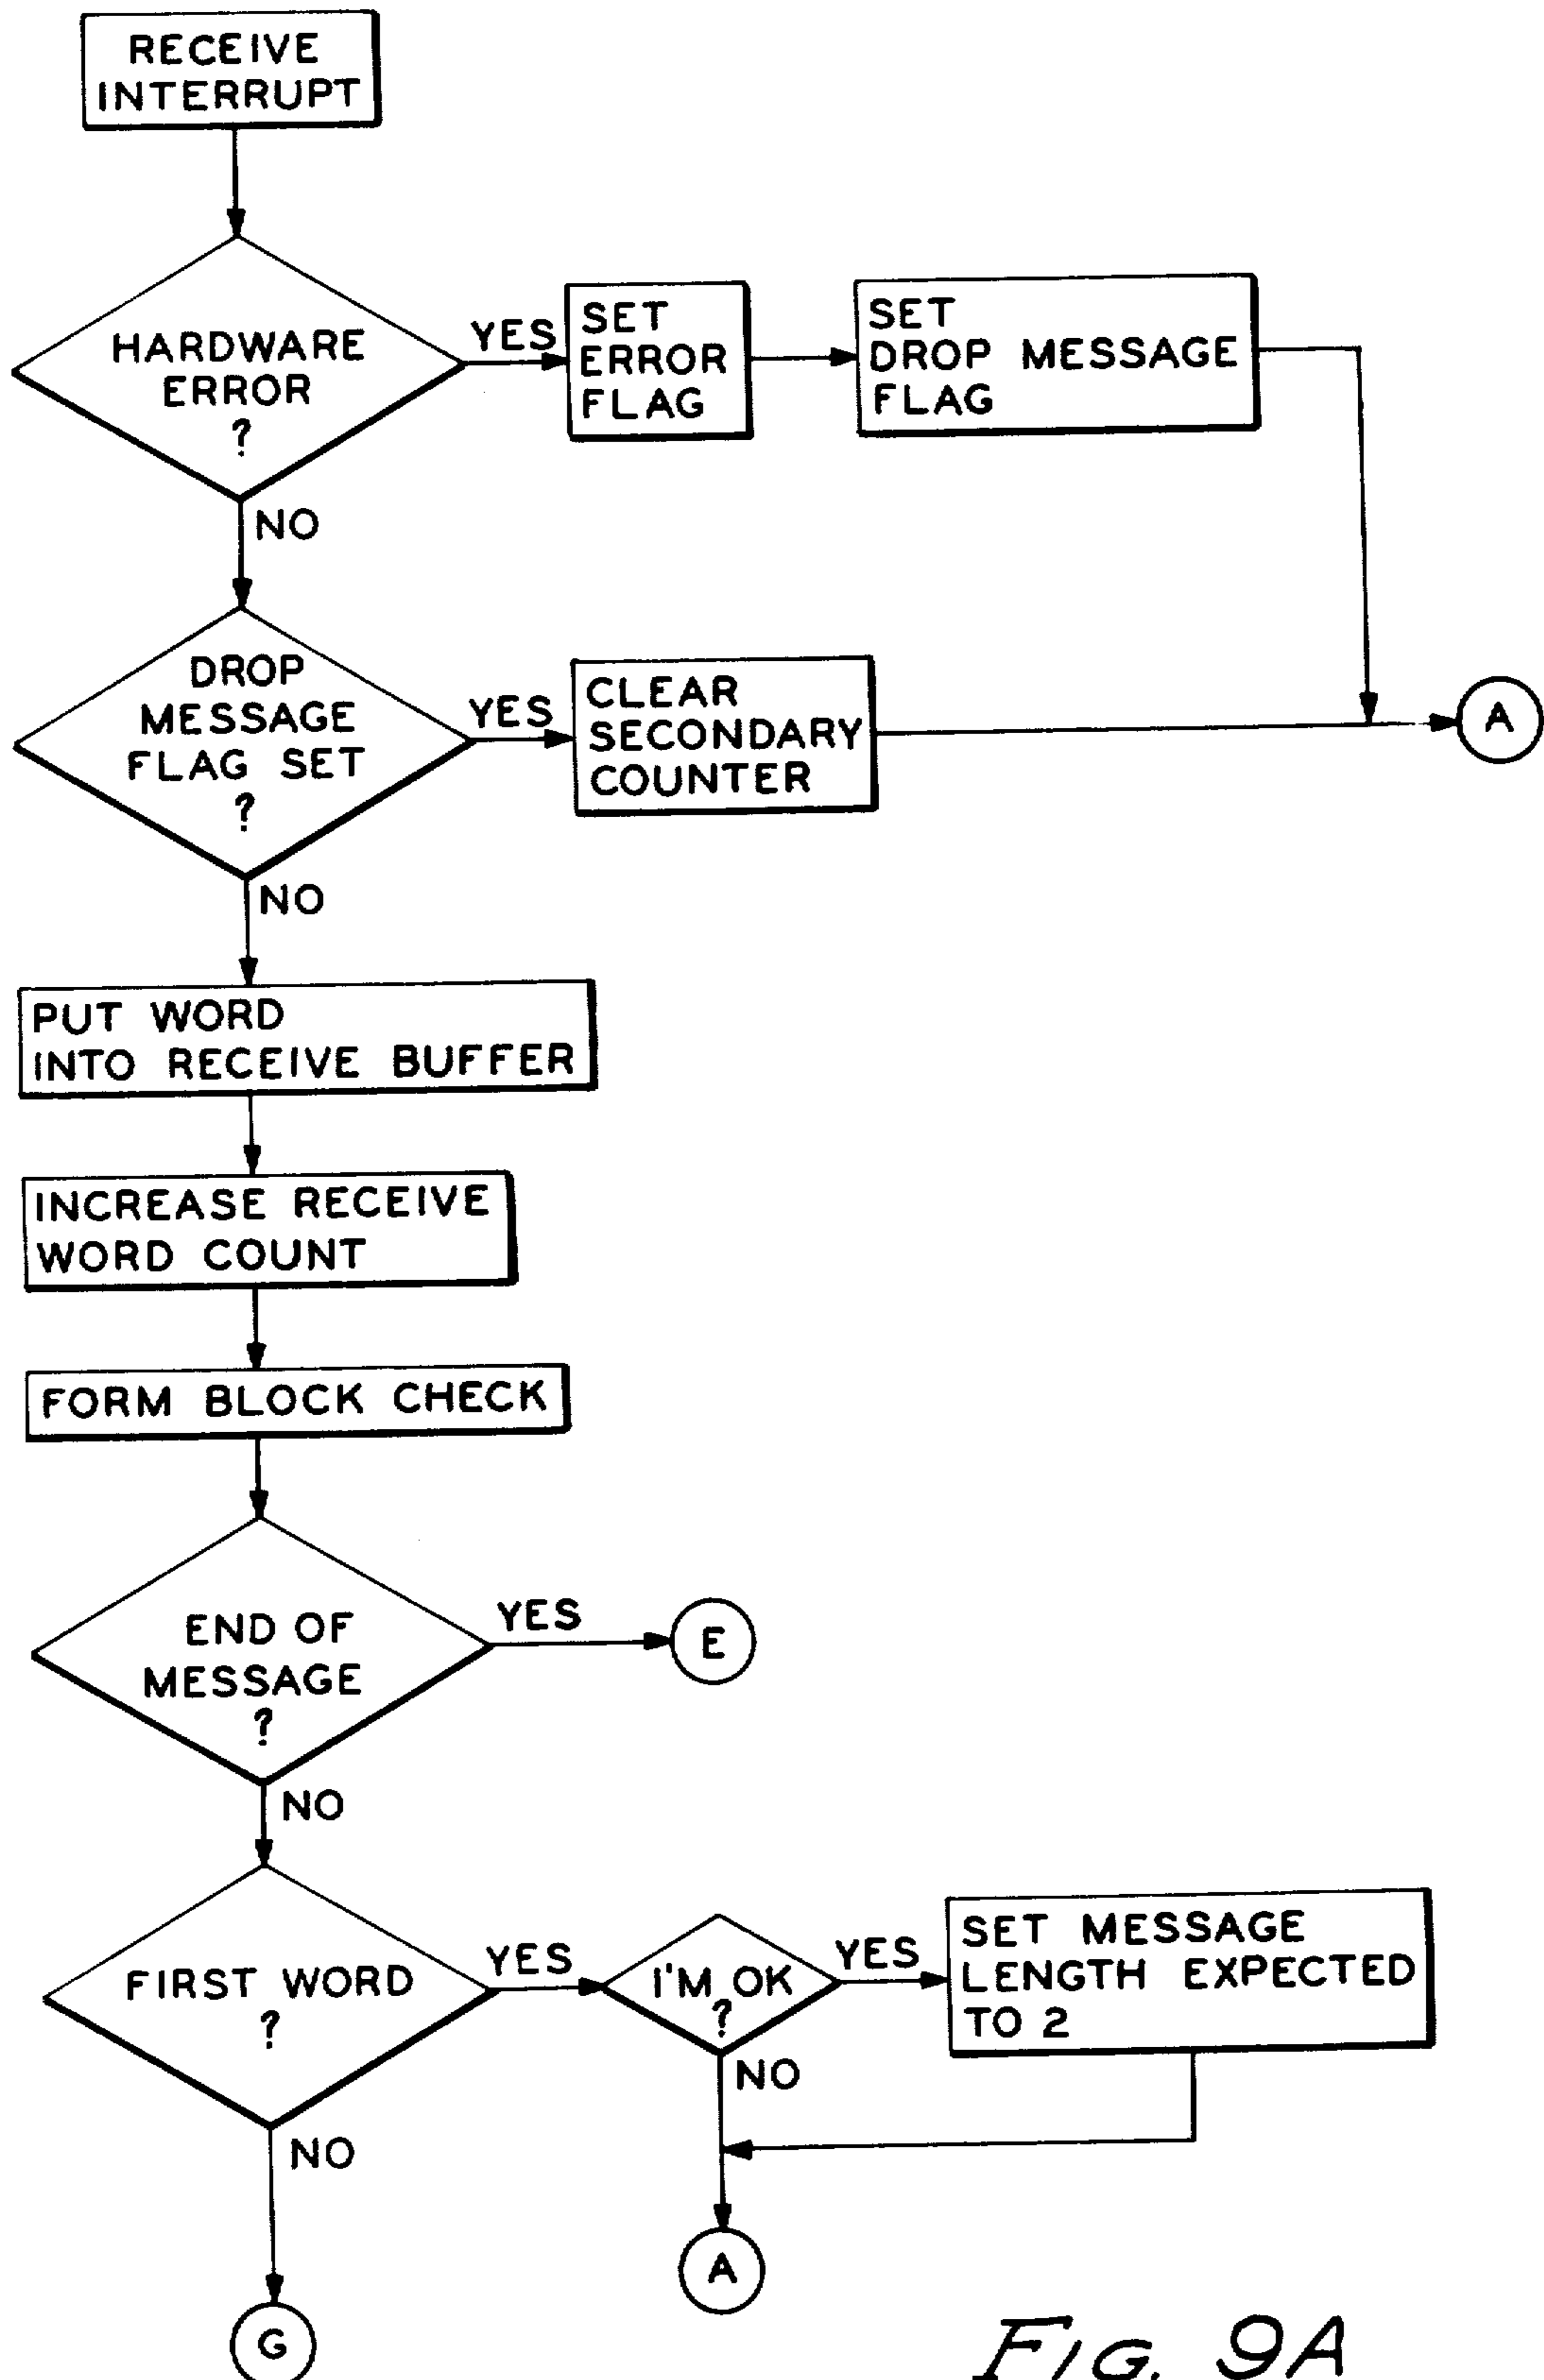 RECEIVE
INTERRUPT
HARDWARE
ERROR
?
YES
SET
ERROR
FLAG
SET
DROP MESSAGE
FLAG
NO
DROP
MESSAGE
FLAG SET
?
YES
CLEAR
SECONDARY
COUNTER
A
NO
PUT WORD
INTO RECEIVE BUFFER
INCREASE RECEIVE
WORD COUNT
FORM BLOCK CHECK
END OF
MESSAGE
?
YES
E
NO
FIRST WORD
?
YES
I'M OK
?
YES
SET MESSAGE
LENGTH EXPECTED
TO 2
NO
A
NO
G
FIG. 9A